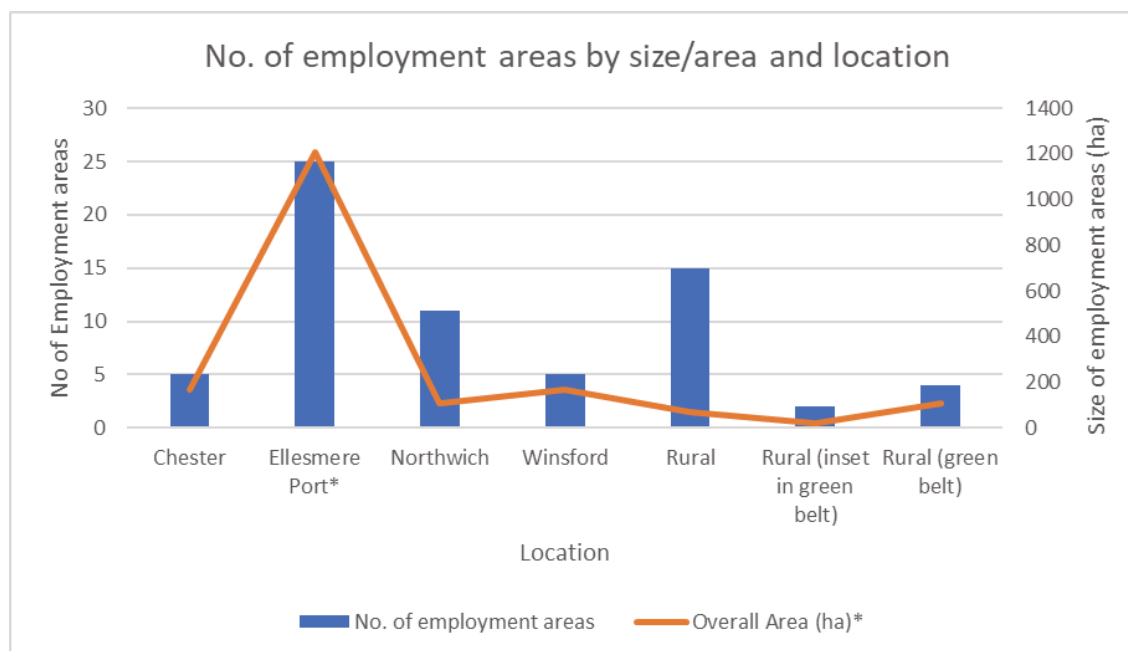 No. of employment areas by size/area and location
No of Employment areas
30
25
20
15
10
5
0
Size of employment areas (ha)
1400
1200
1000
800
600
400
200
0
Chester
Ellesmere
Port*
Northwich
Winsford
Rural
Rural (inset
in green
belt)
Rural (green
belt)
Location
No. of employment areas
Overall Area (ha)*